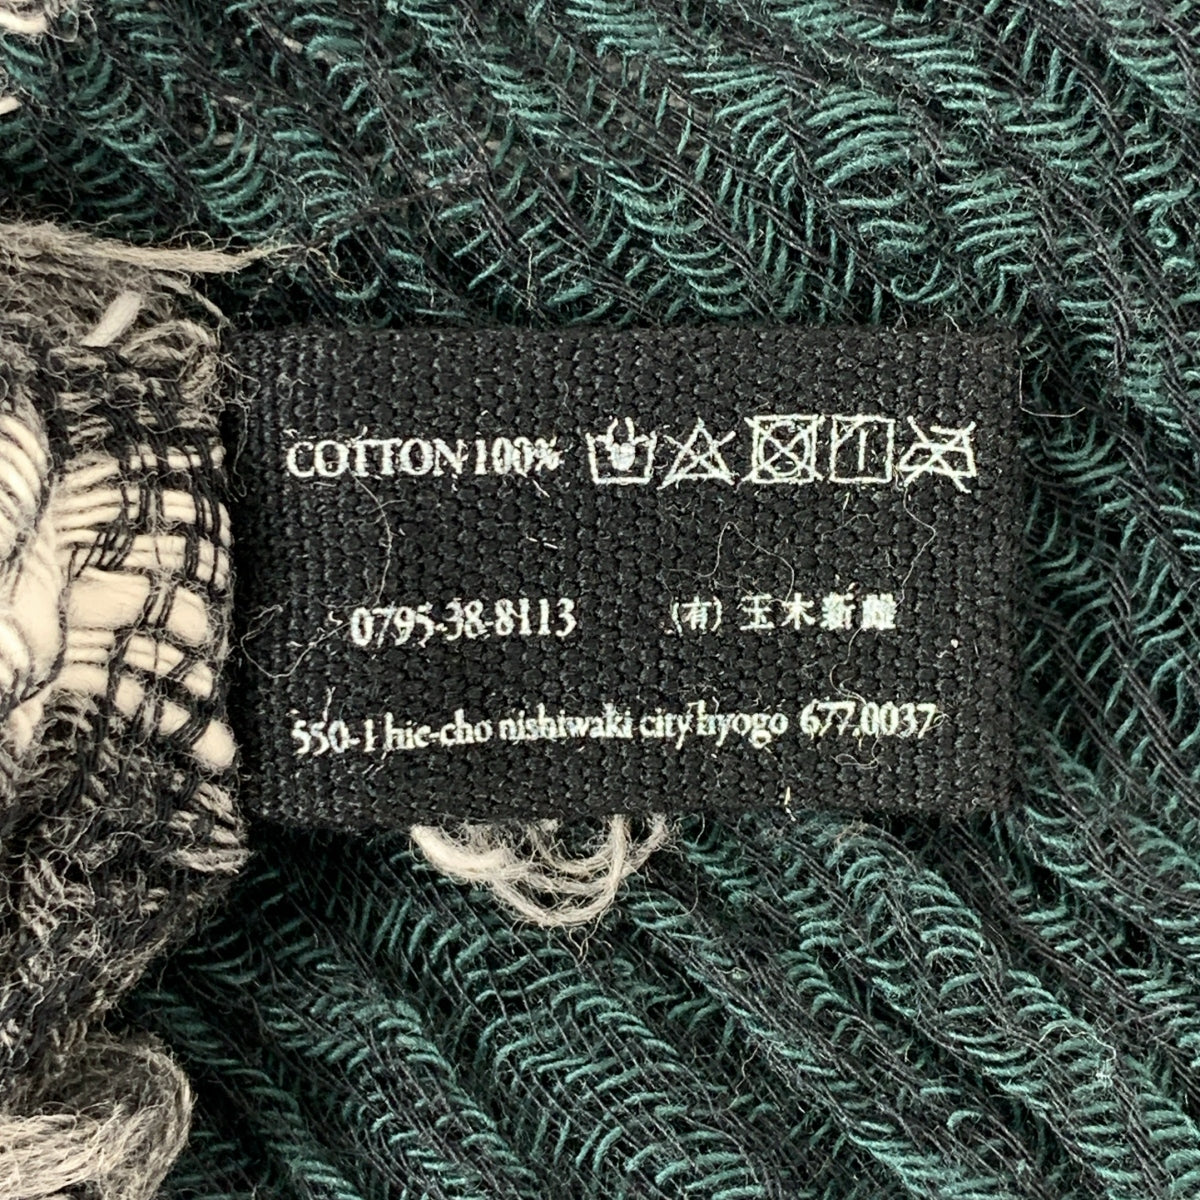 COTTON 100%
0795-38-8113 (有) 玉木新雌
550-1 hie-cho nishiwaki city hyogo 677.0037